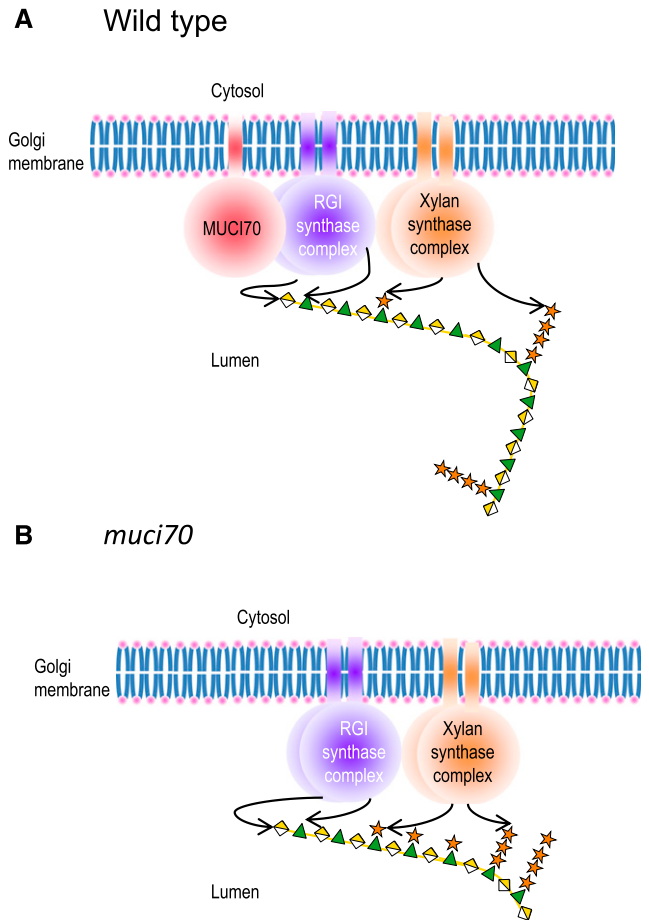 A Wild type
Cytosol
Golgi
membrane
MUCI70
RGI
synthase
complex
Xylan
synthase
complex
Lumen
B muci70
Cytosol
Golgi
membrane
RGI
synthase
complex
Xylan
synthase
complex
Lumen